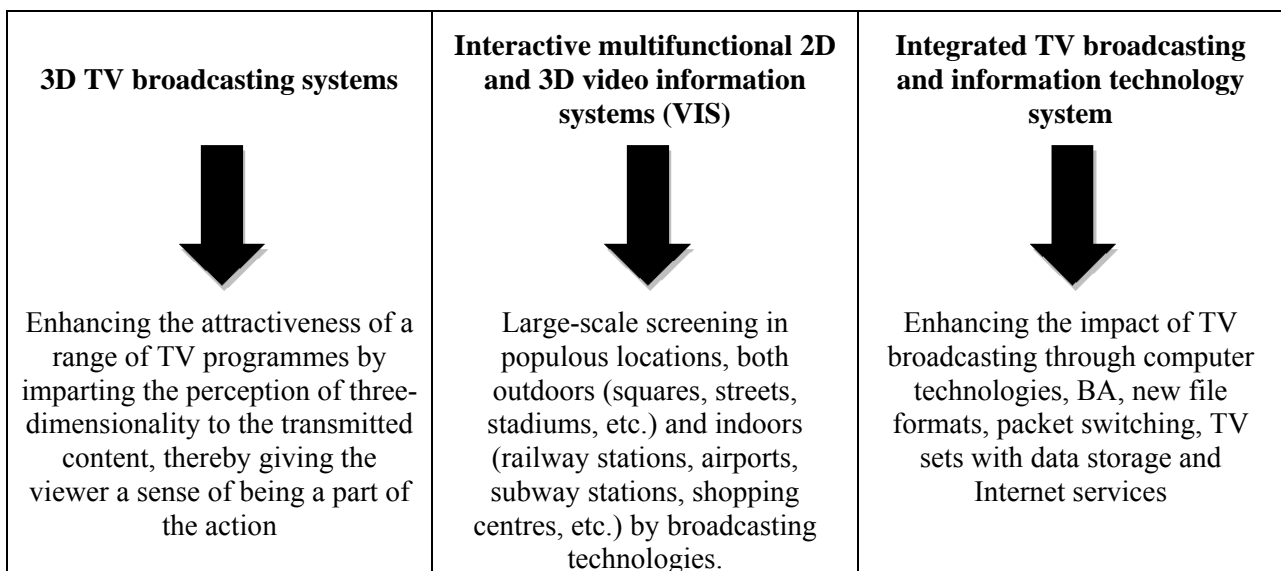 3D TV broadcasting systems
Enhancing the attractiveness of a
range of TV programmes by
imparting the perception of three-
dimensionality to the transmitted
content, thereby giving the
viewer a sense of being a part of
the action
Interactive multifunctional 2D
and 3D video information
systems (VIS)
Large-scale screening in
populous locations, both
outdoors (squares, streets,
stadiums, etc.) and indoors
(railway stations, airports,
subway stations, shopping
centres, etc.) by broadcasting
technologies.
Integrated TV broadcasting
and information technology
system
Enhancing the impact of TV
broadcasting through computer
technologies, BA, new file
formats, packet switching, TV
sets with data storage and
Internet services